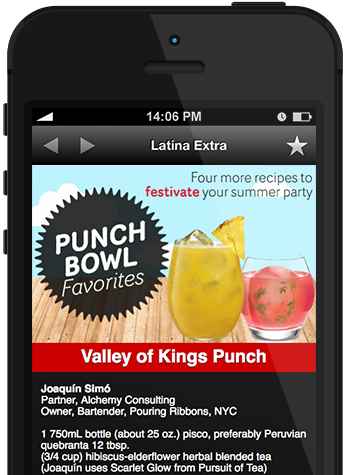 14:06 PM
Latina Extra
Four more recipes to
festivate your summer party
PUNCH
BOWL
Favorites
Valley of Kings Punch
Joaquín Simó
Partner, Alchemy Consulting
Owner, Bartender, Pouring Ribbons, NYC
1 750mL bottle (about 25 oz.) pisco, preferably Peruvian
quebranta 12 tbsp.
(3/4 cup) hibiscus-elderflower herbal blended tea
(Joaquín uses Scarlet Glow from Pursuit of Tea)